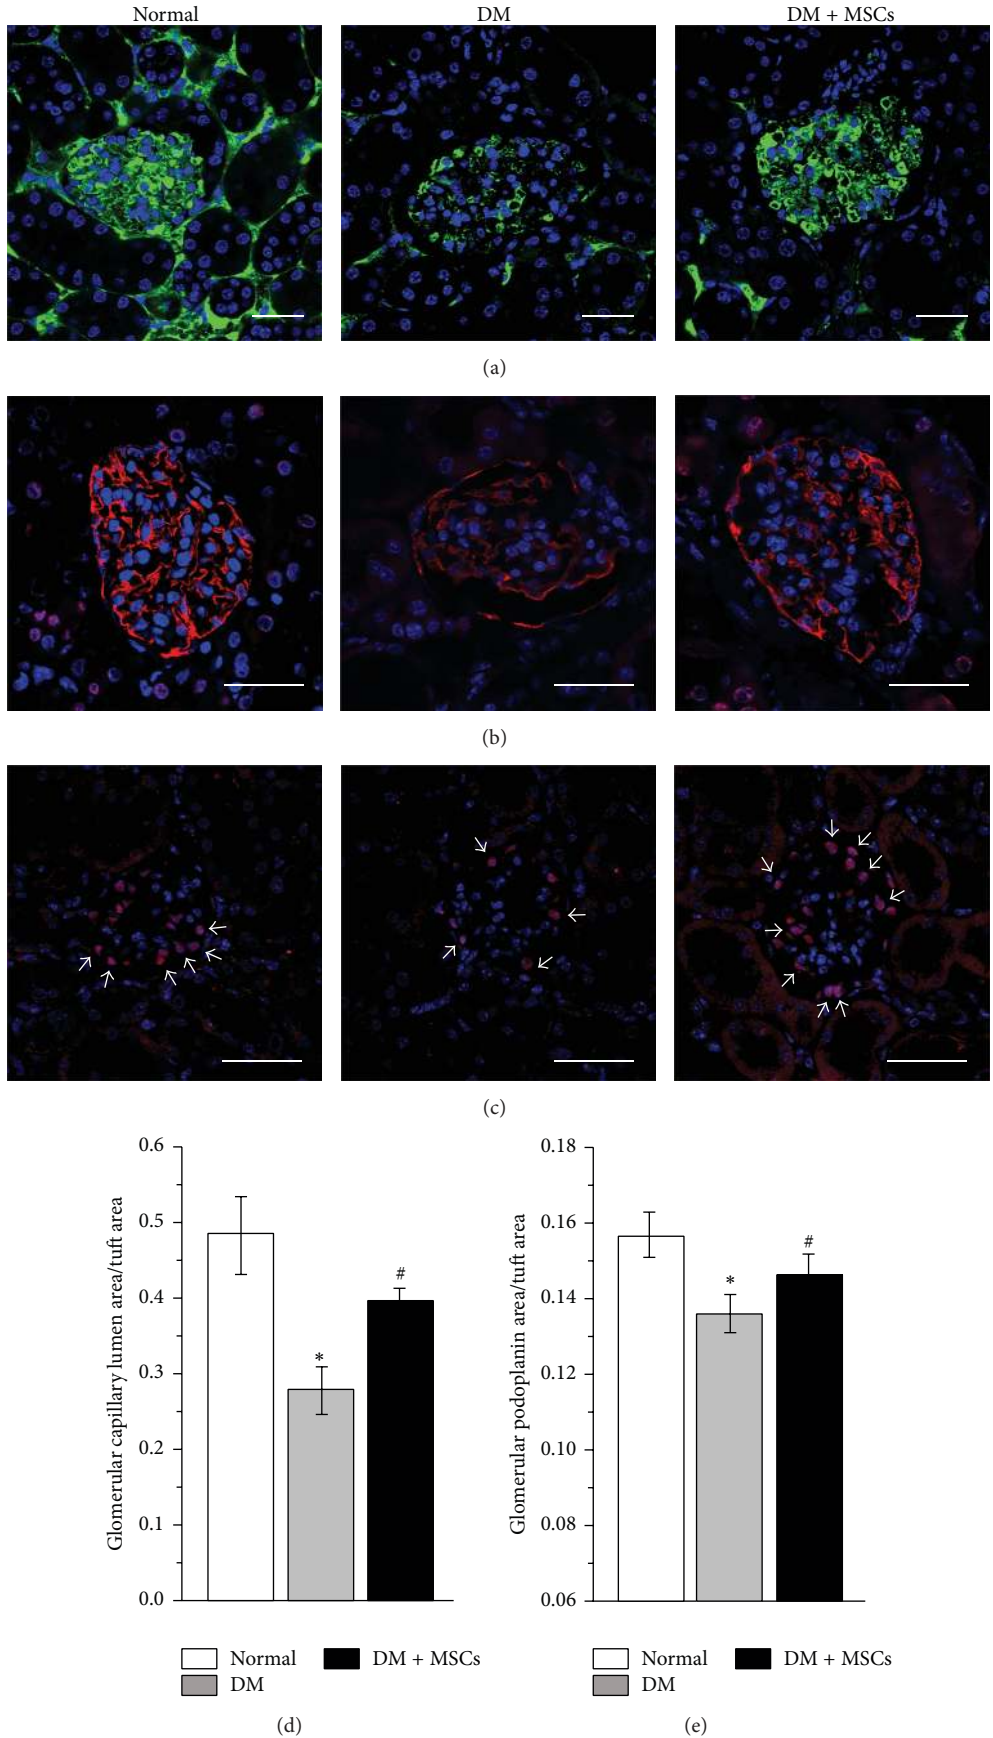 Normal
DM
DM + MSCs
(a)
(b)
(c)
Glomerular capillary lumen area/tuft area
0.6
0.5
0.4
0.3
0.2
0.1
0.0
*
#
Normal
DM + MSCs
DM
(d)
Glomerular podoplanin area/tuft area
0.18
0.16
0.14
0.12
0.10
0.08
0.06
*
#
Normal
DM + MSCs
DM
(e)